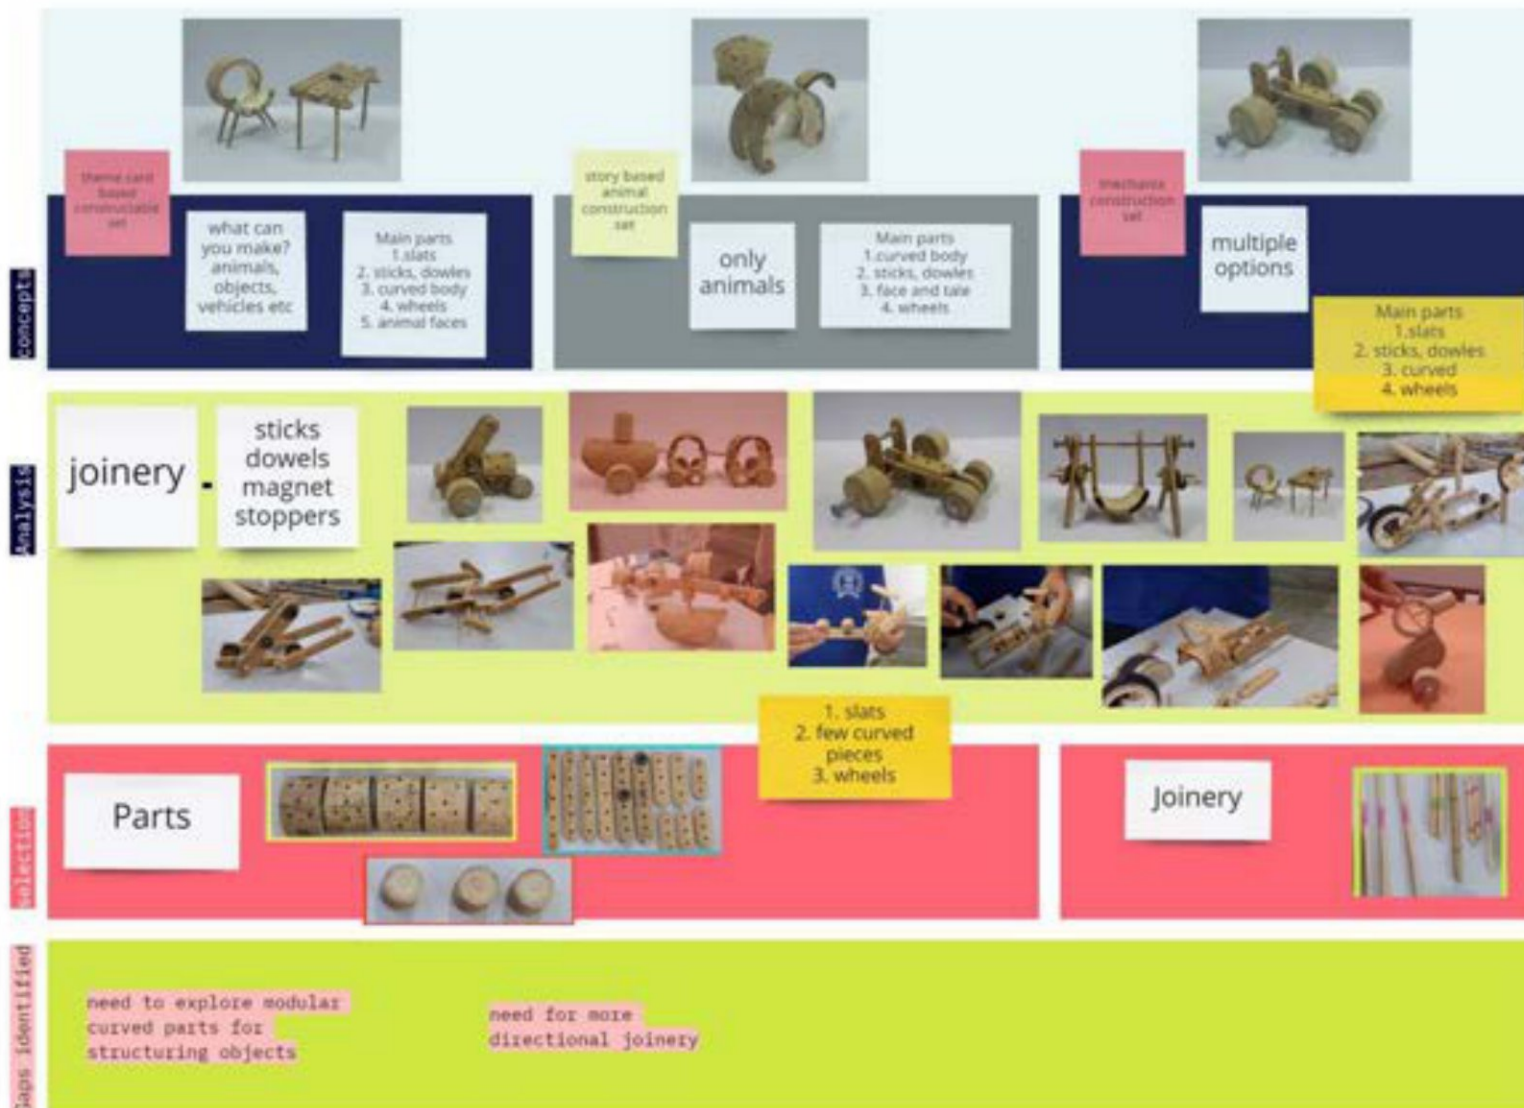 theme card
based
constructable
set
what can
you make?
animals,
objects,
vehicles etc
Main parts
1.slats
2. sticks, dowles
3. curved body
4. wheels
5. animal faces
story based
animal
construction
set
only
animals
Main parts
1.curved body
2. sticks, dowles
3. face and tale
4. wheels
construction
set
multiple
options
Main parts
1.slats
2. sticks, dowles
3. curved
4. wheels
concepts
Analysis
joinery
-
sticks
dowels
magnet
stoppers
selection
Parts
1. slats
2. few curved
pieces
3. wheels
Joinery
Gaps identified
need to explore modular
curved parts for
structuring objects
need for more
directional joinery